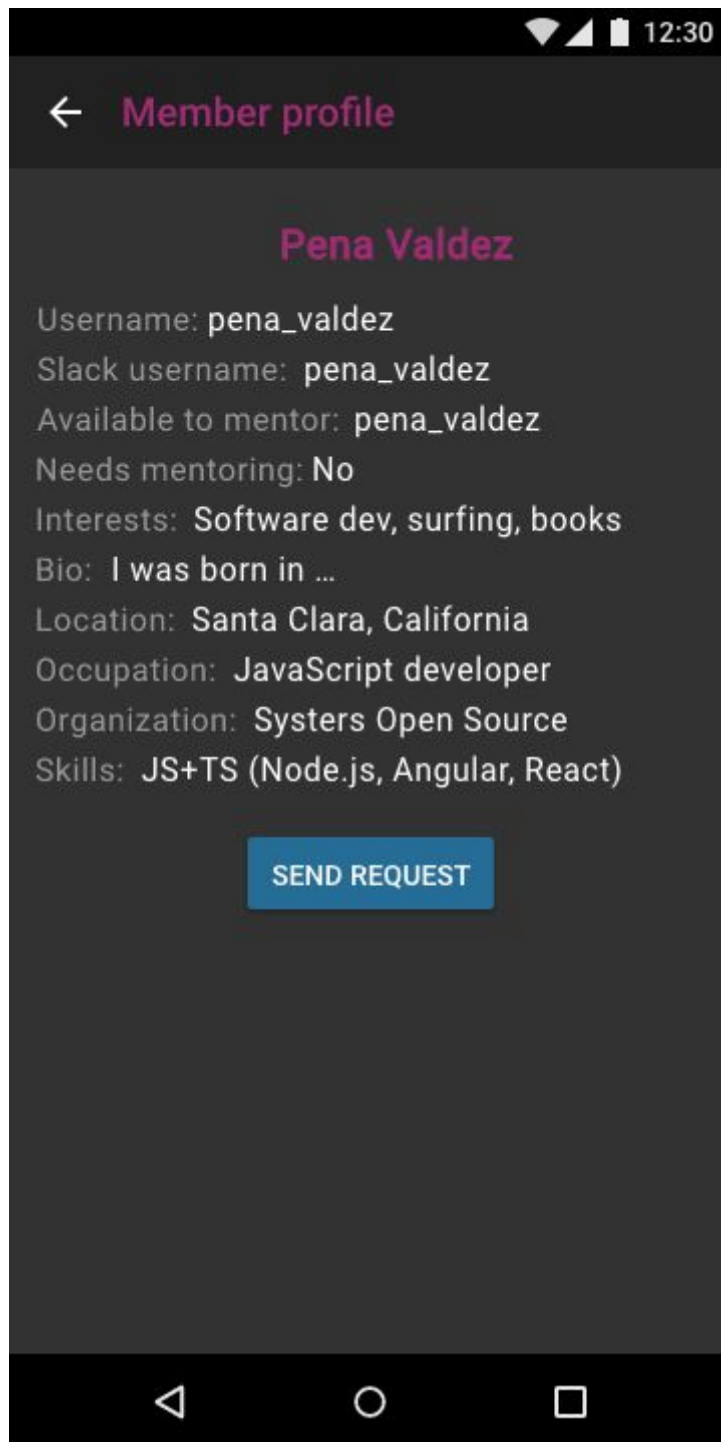 12:30
Member profile
Pena Valdez
Username: pena_valdez
Slack username: pena_valdez
Available to mentor: pena_valdez
Needs mentoring: No
Interests: Software dev, surfing, books
Bio: I was born in …
Location: Santa Clara, California
Occupation: JavaScript developer
Organization: Systers Open Source
Skills: JS+TS (Node.js, Angular, React)
SEND REQUEST